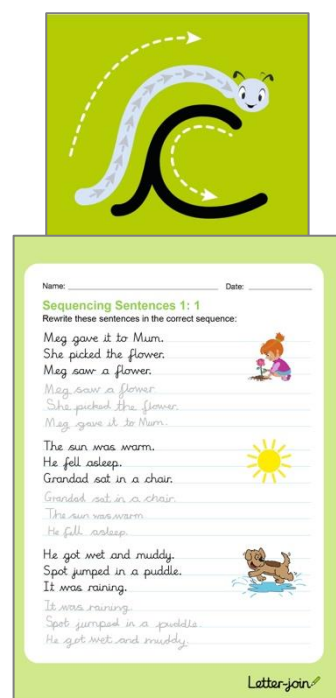 Name: Date:
Sequencing Sentences 1: 1
Rewrite these sentences in the correct sequence:
Meg gave it to Mum.
She picked the flower.
Meg saw a flower.
Meg saw a flower
She picked the flower.
Meg gave it to Mum.
The sun was warm.
He fell asleep.
Grandad sat in a chair.
Grandad sat in a chair.
The sun was warm
He fell asleep.
He got wet and muddy.
Spot jumped in a puddle.
It was raining.
It was raining.
Spot jumped in a puddle.
He got wet and muddy.
Letter-join